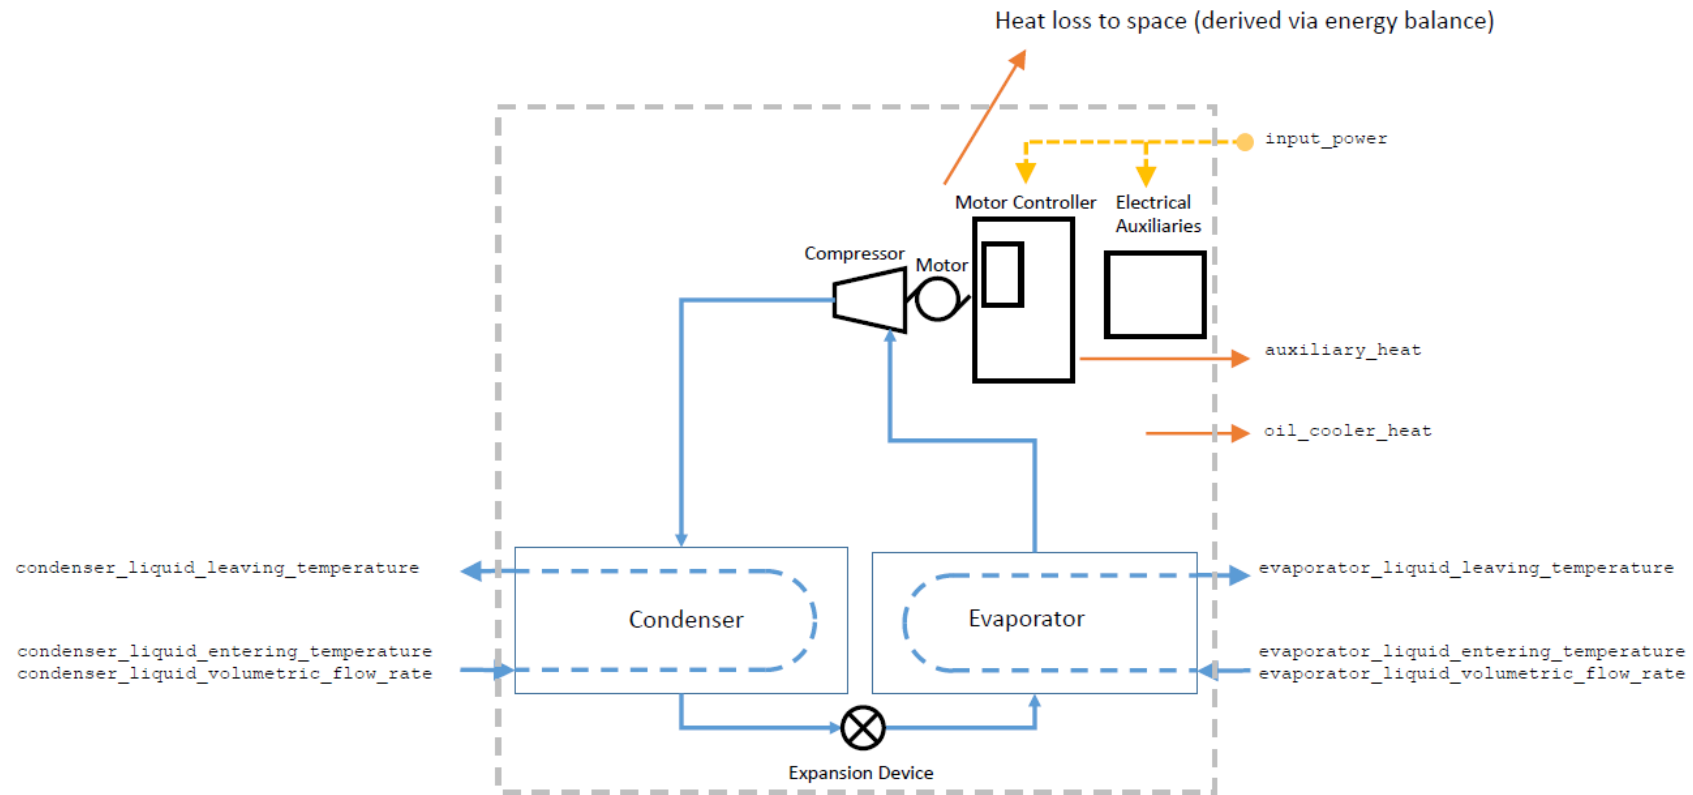 Heat loss to space (derived via energy balance)
input_power
Motor Controller
Electrical
Auxiliaries
Compressor
Motor
auxiliary_heat
oil_cooler_heat
condenser_liquid_leaving_temperature
evaporator_liquid_leaving_temperature
Condenser
Evaporator
condenser_liquid_entering_temperature
condenser_liquid_volumetric_flow_rate
evaporator_liquid_entering_temperature
evaporator_liquid_volumetric_flow_rate
Expansion Device